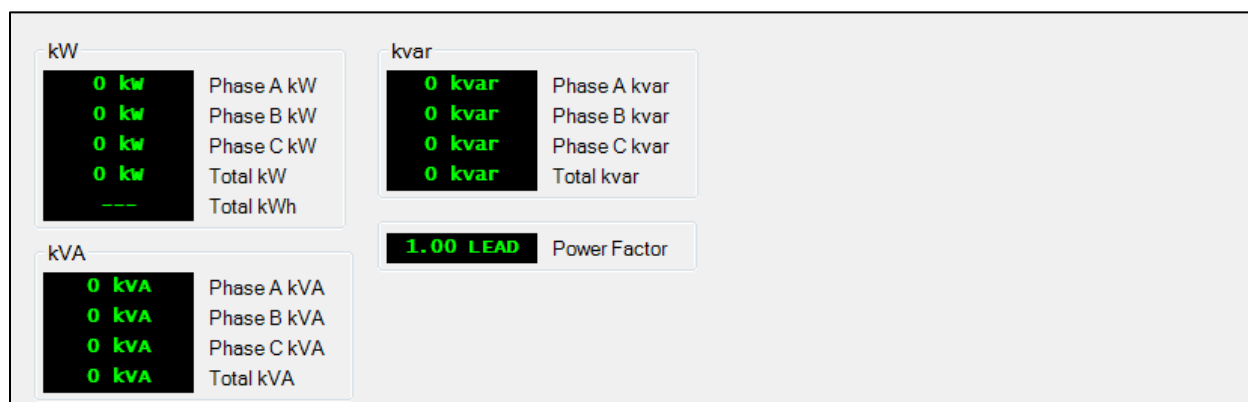 kW
0 kW Phase A kW
0 kW Phase B kW
0 kW Phase C kW
0 kW Total kW
--- Total kWh
kVA
0 kVA Phase A kVA
0 kVA Phase B kVA
0 kVA Phase C kVA
0 kVA Total kVA
kvar
0 kvar Phase A kvar
0 kvar Phase B kvar
0 kvar Phase C kvar
0 kvar Total kvar
1.00 LEAD Power Factor